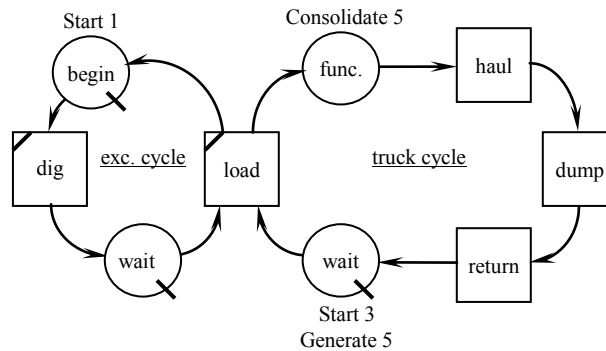 Start 1
Consolidate 5
begin
func.
haul
dig
exc. cycle
load
truck cycle
dump
wait
wait
return
Start 3
Generate 5